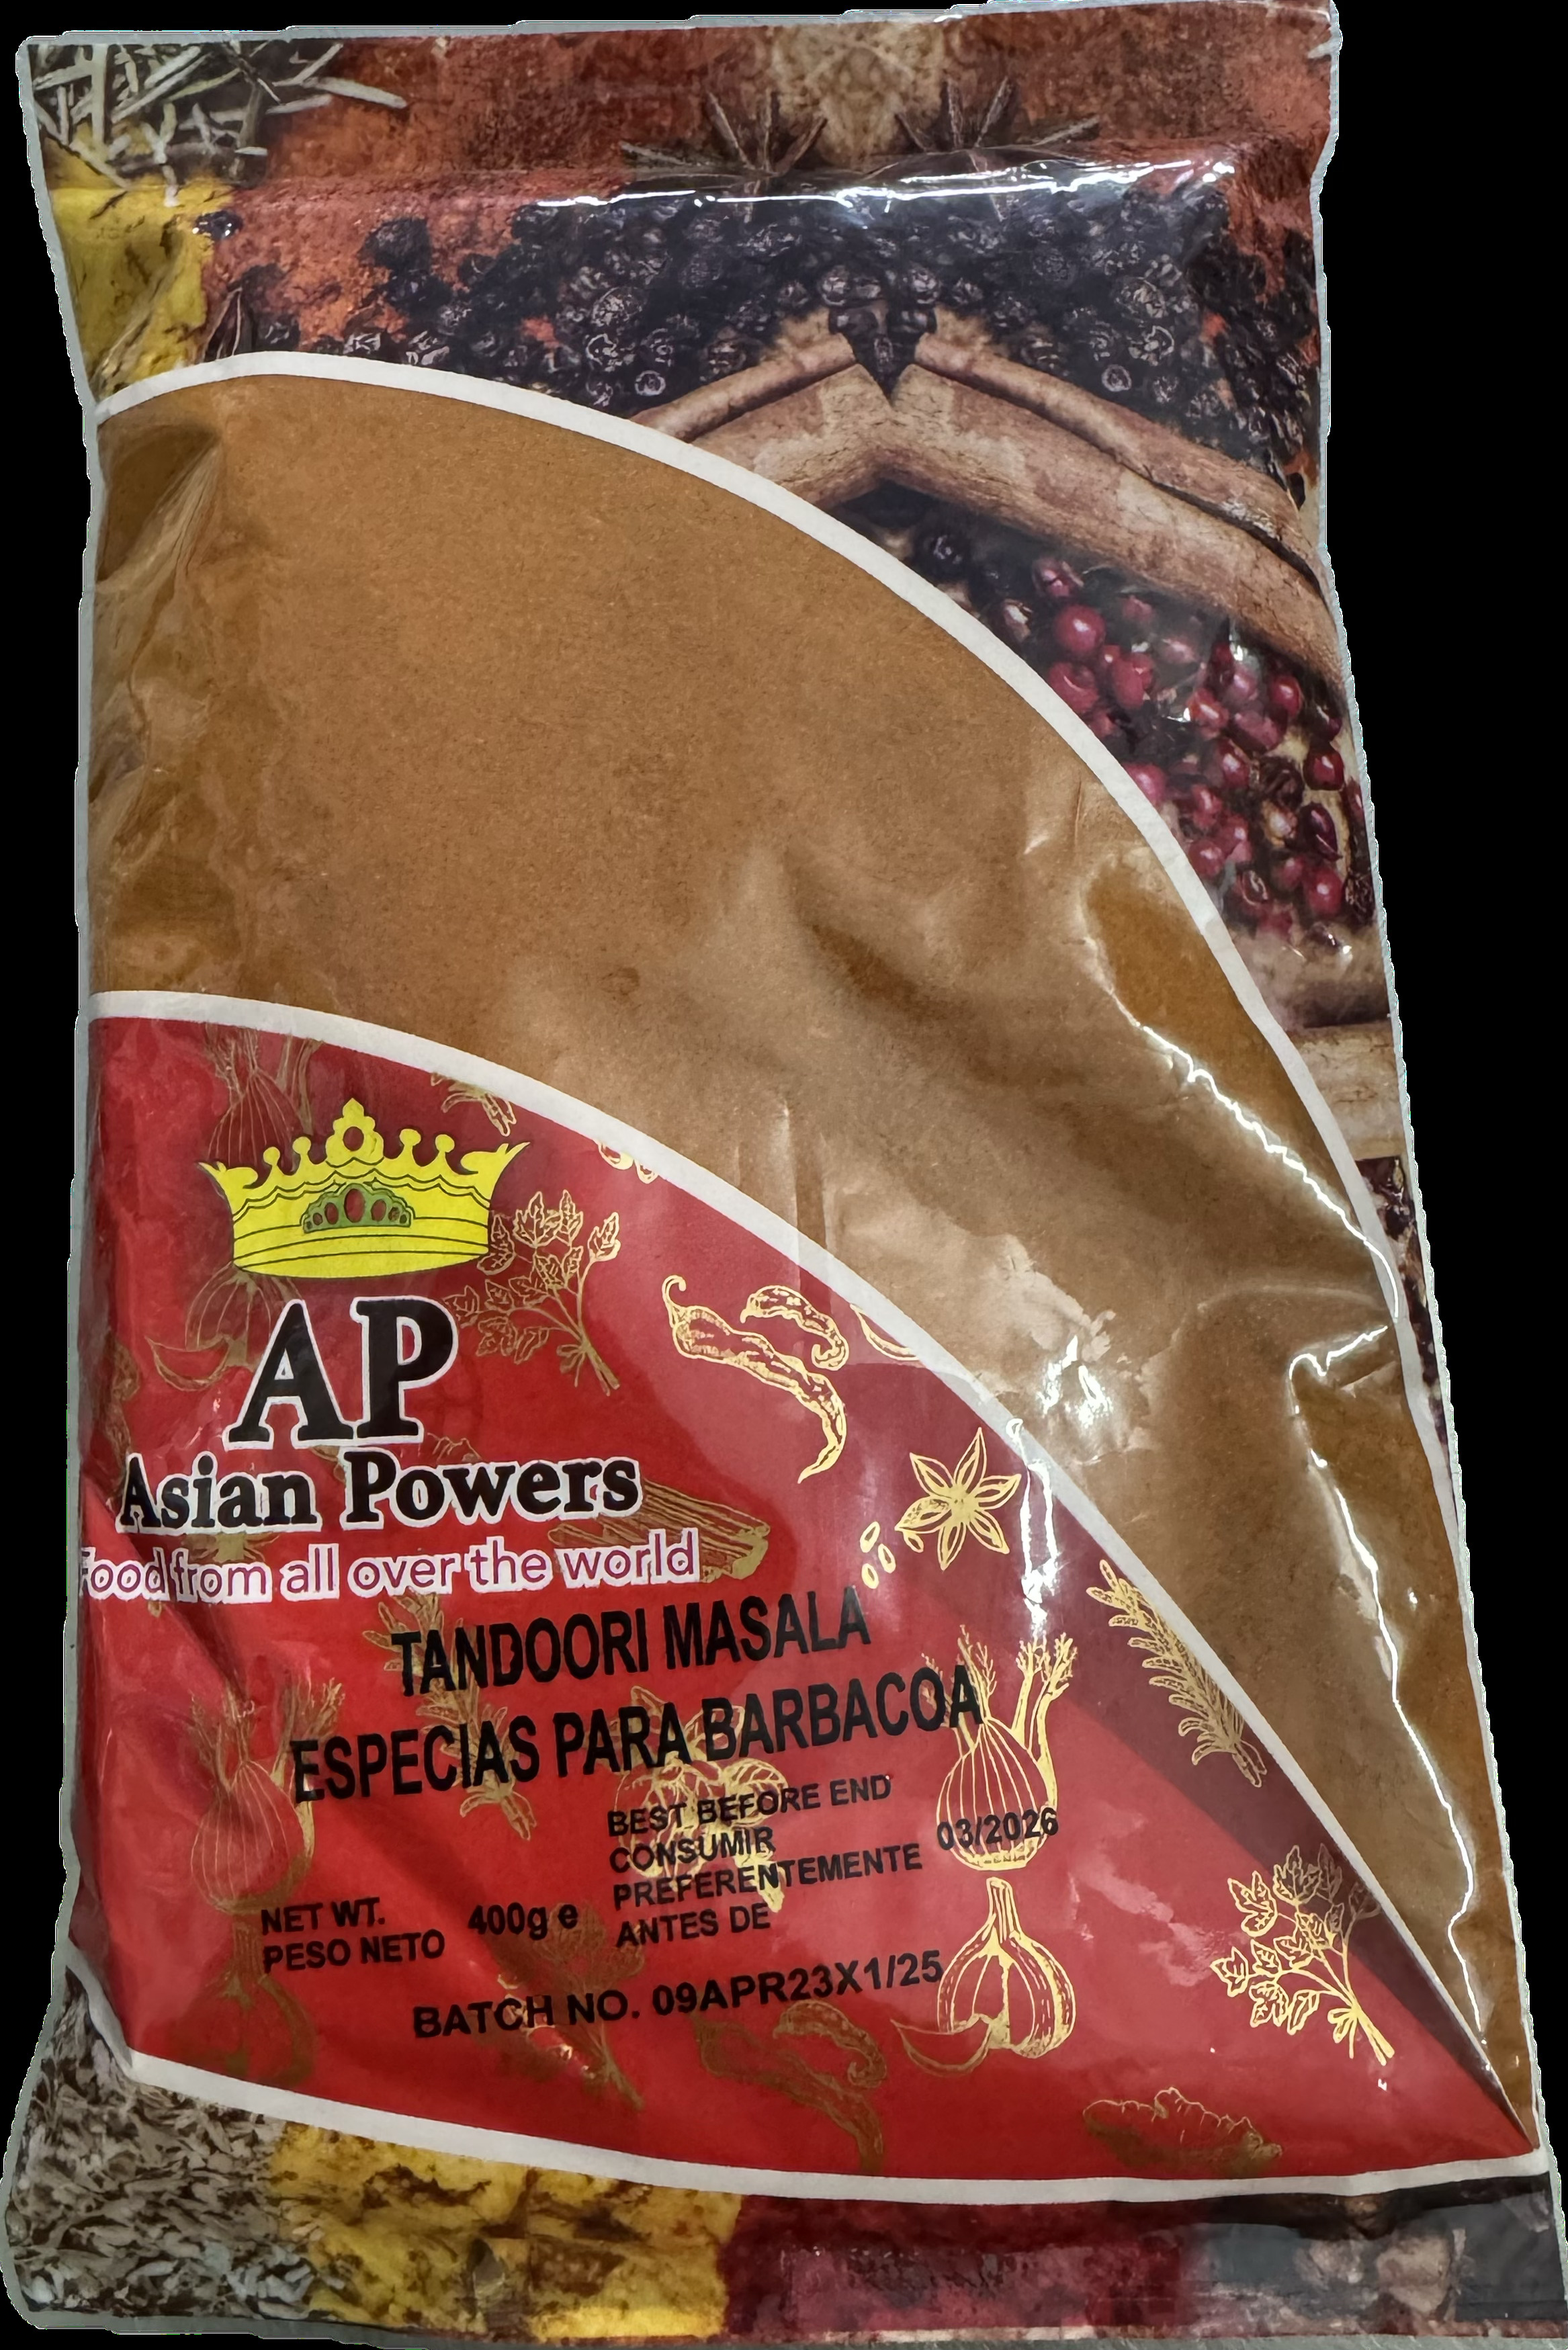 AP
Asian Powers
Food from all over the world
TANDOORI MASALA
ESPECIAS PARA BARBACOA
BEST BEFORE END
CONSUMIR
PREFERENTEMENTE 03/2026
ANTES DE
NET WT.
PESO NETO 400g e
BATCH NO. 09APR23X1/25